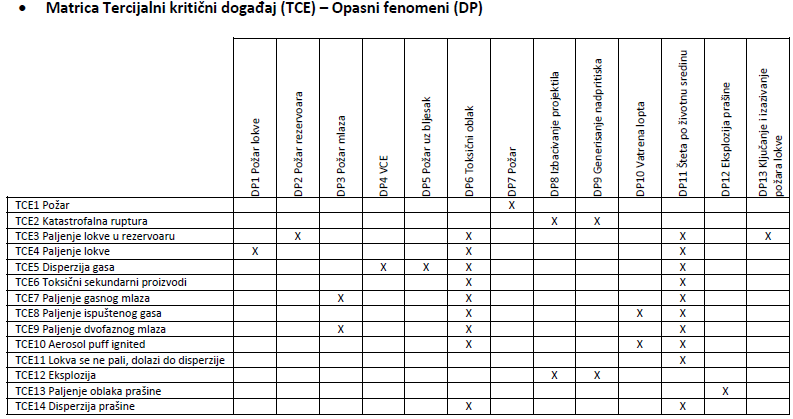 • Matrica Tercijalni kritični događaj (TCE) – Opasni fenomeni (DP)
DP1 Požar lokve
DP2 Požar rezervoara
DP3 Požar mlaza
DP4 VCE
DP5 Požar uz bljesak
DP6 Toksični oblak
DP7 Požar
DP8 Izbacivanje projektila
DP9 Generisanje nadpritiska
DP10 Vatrena lopta
DP11 Šteta po životnu sredinu
DP12 Eksplozija prašine
DP13 Ključanje i izazivanje
požara lokve
TCE1 Požar X
TCE2 Katastrofalna ruptura X X
TCE3 Paljenje lokve u rezervoaru X X X X
TCE4 Paljenje lokve X X X
TCE5 Disperzija gasa X X X X
TCE6 Toksični sekundarni proizvodi X X
TCE7 Paljenje gasnog mlaza X X X
TCE8 Paljenje ispuštenog gasa X X X
TCE9 Paljenje dvofaznog mlaza X X X
TCE10 Aerosol puff ignited X X X
TCE11 Lokva se ne pali, dolazi do disperzije X
TCE12 Eksplozija X X
TCE13 Paljenje oblaka prašine X
TCE14 Disperzija prašine X X